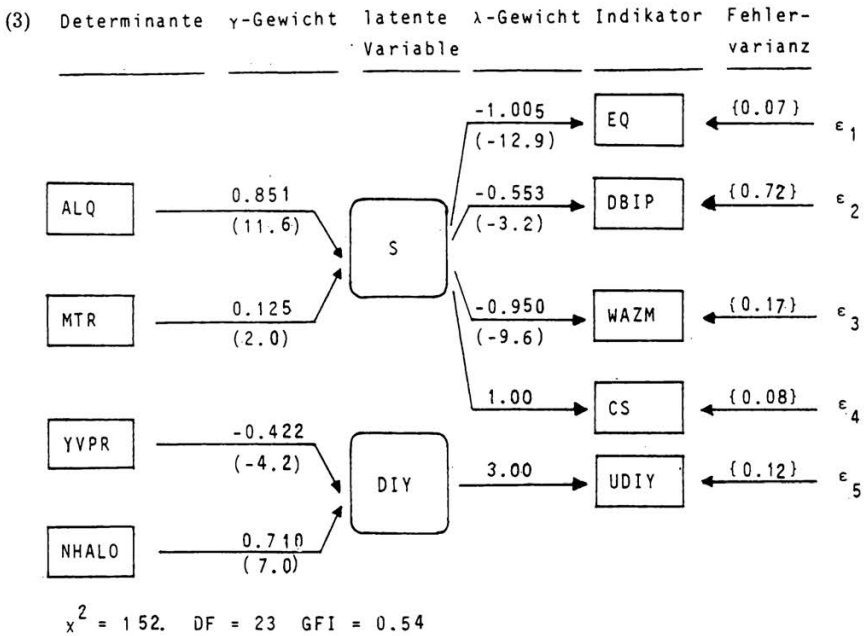 (3) Determinante γ-Gewicht latente λ-Gewicht Indikator Fehler-
Variable varianz
-1.005 EQ {0.07} ε1
(-12.9)
ALQ 0.851 -0.553 DBIP {0.72} ε2
(11.6) (-3.2)
S
MTR 0.125 -0.950 WAZM {0.17} ε3
(2.0) (-9.6)
1.00 CS {0.08} ε4
YVPR -0.422
(-4.2)
DIY 3.00 UDIY {0.12} ε5
NHALO 0.710
(7.0)
χ2 = 152. DF = 23 GFI = 0.54